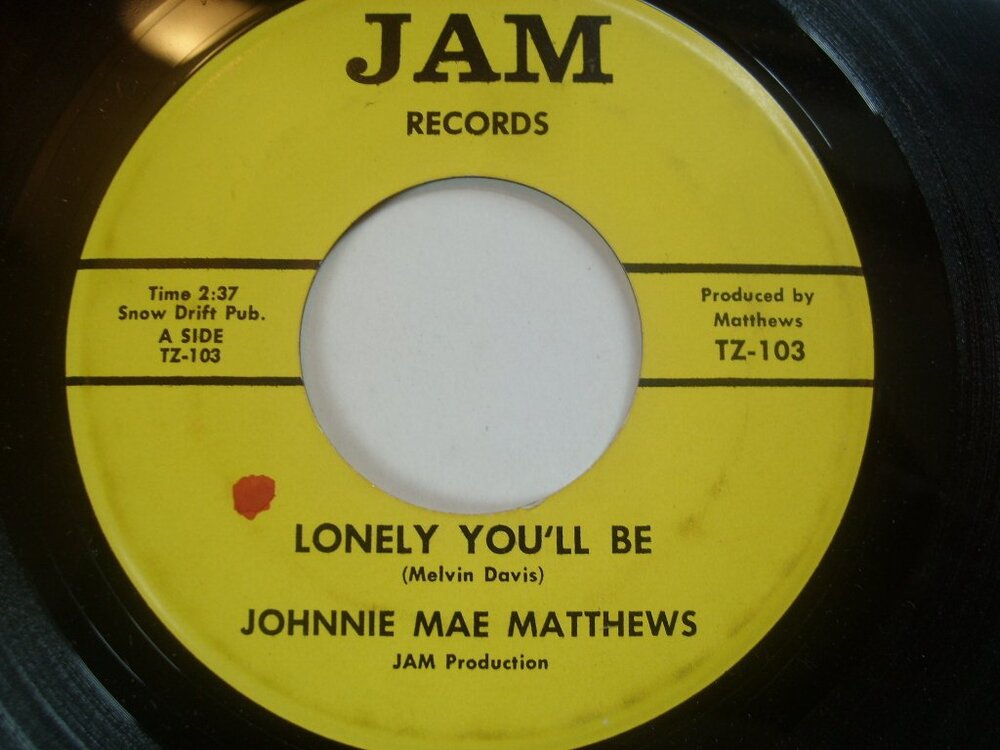 JAM
RECORDS
Time 2:37
Snow Drift Pub.
A SIDE
TZ-103
Produced by
Matthews
TZ-103
LONELY YOU'LL BE
(Melvin Davis)
JOHNNIE MAE MATTHEWS
JAM Production